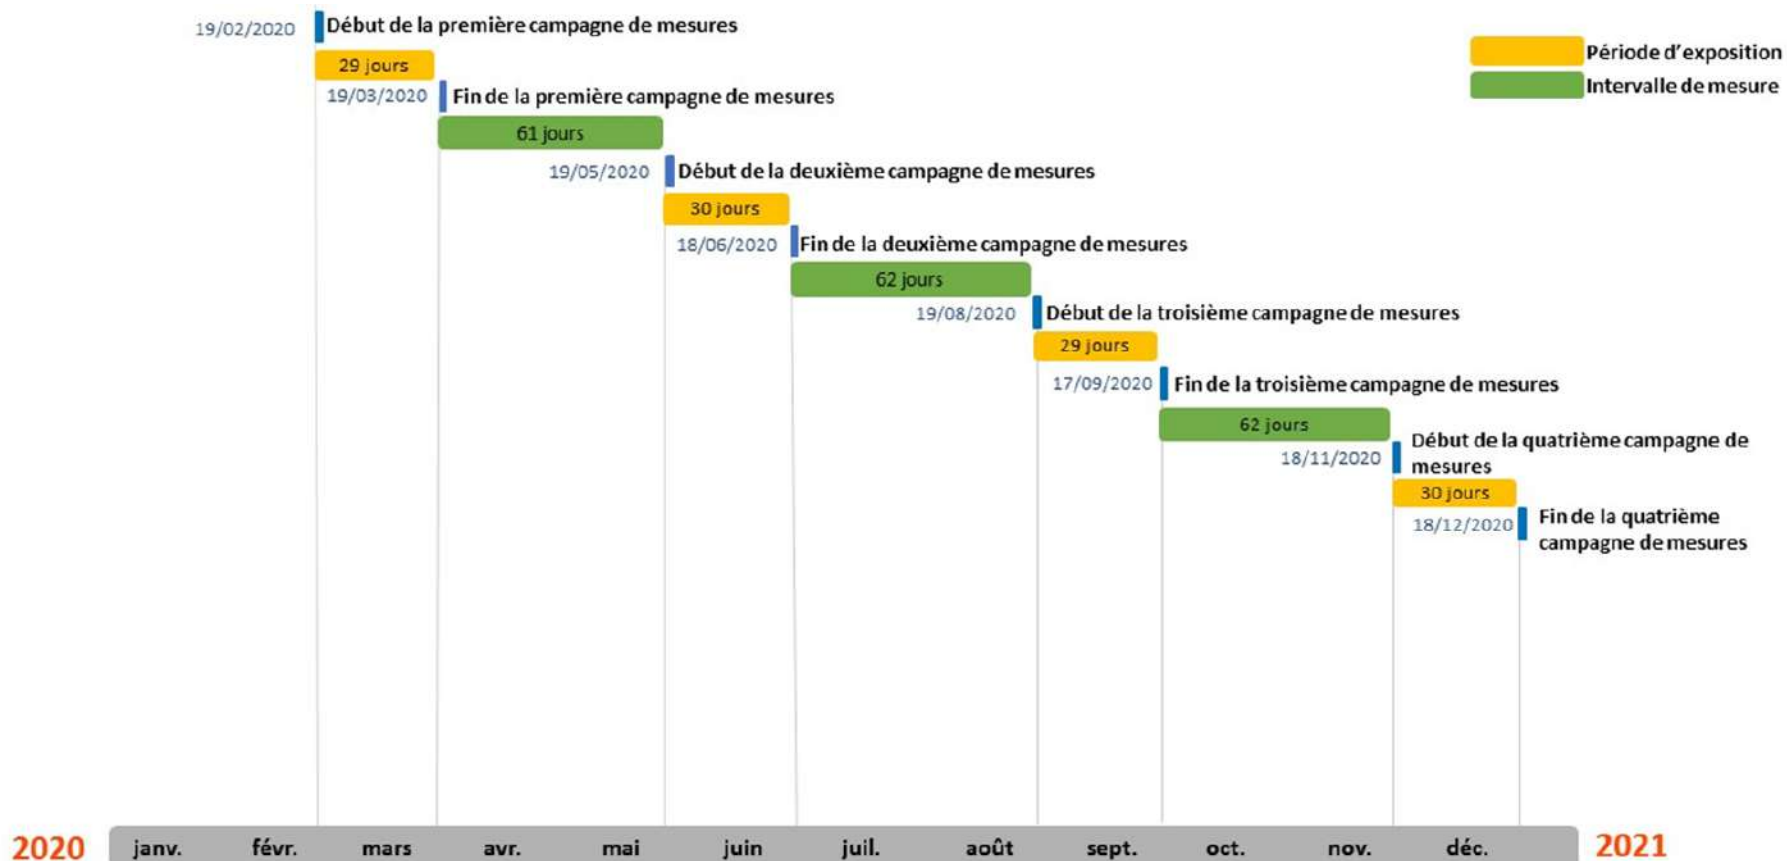 19/02/2020 Début de la première campagne de mesures
Période d'exposition
29 jours
Intervalle de mesure
19/03/2020 Fin de la première campagne de mesures
61 jours
19/05/2020 Début de la deuxième campagne de mesures
30 jours
18/06/2020 Fin de la deuxième campagne de mesures
62 jours
19/08/2020 Début de la troisième campagne de mesures
29 jours
17/09/2020 Fin de la troisième campagne de mesures
62 jours
18/11/2020 Début de la quatrième campagne de
mesures
30 jours
18/12/2020 Fin de la quatrième
campagne de mesures
2020 janv. févr. mars avr. mai juin juil. août sept. oct. nov. déc. 2021